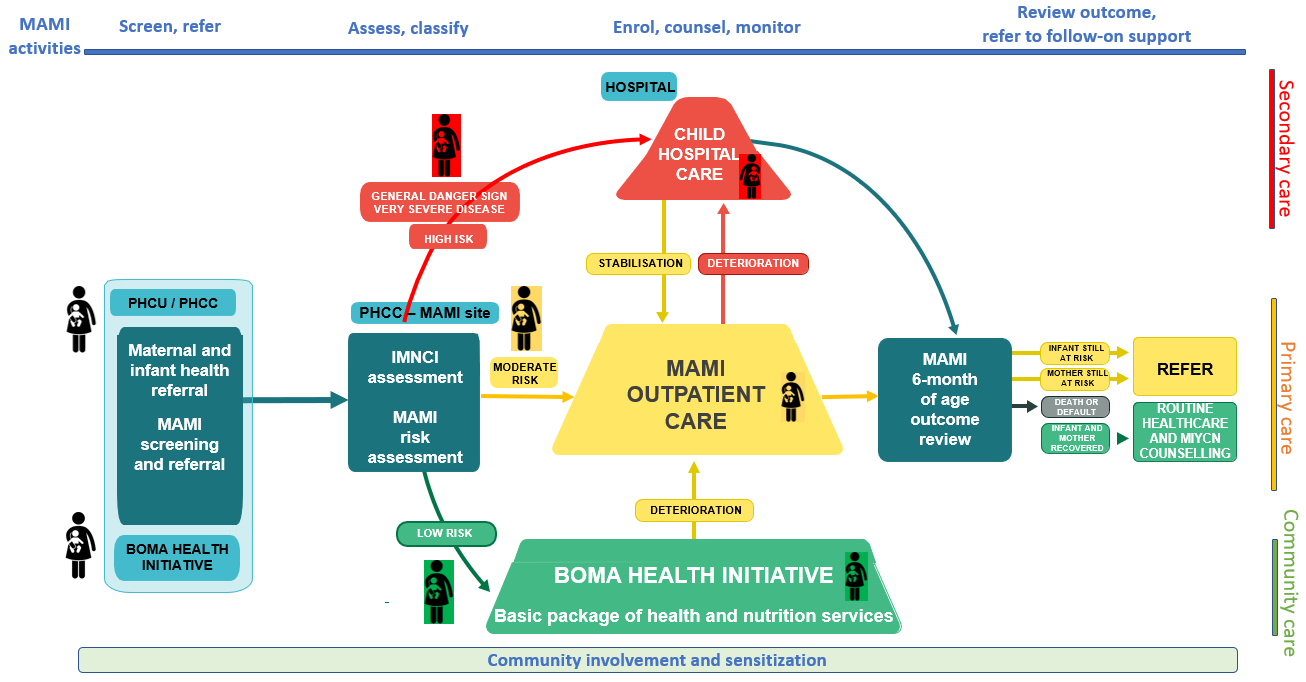 MAMI
activities
Screen, refer
Assess, classify
Enrol, counsel, monitor
Review outcome,
refer to follow-on support
HOSPITAL
CHILD
HOSPITAL
CARE
Secondary care
GENERAL DANGER SIGN
VERY SEVERE DISEASE
HIGH ISK
STABILISATION
DETERIORATION
PHCU / PHCC
Maternal and
infant health
referral
MAMI
screening
and referral
BOMA HEALTH
INITIATIVE
PHCC – MAMI site
IMNCI
assessment
MAMI
risk
assessment
MODERATE
RISK
MAMI
OUTPATIENT
CARE
MAMI
6-month
of age
outcome
review
INFANT STILL
AT RISK
MOTHER STILL
AT RISK
DEATH OR
DEFAULT
INFANT AND
MOTHER
RECOVERED
REFER
ROUTINE
HEALTHCARE
AND MIYCN
COUNSELLING
Primary care
LOW RISK
DETERIORATION
BOMA HEALTH INITIATIVE
Basic package of health and nutrition services
Community care
Community involvement and sensitization